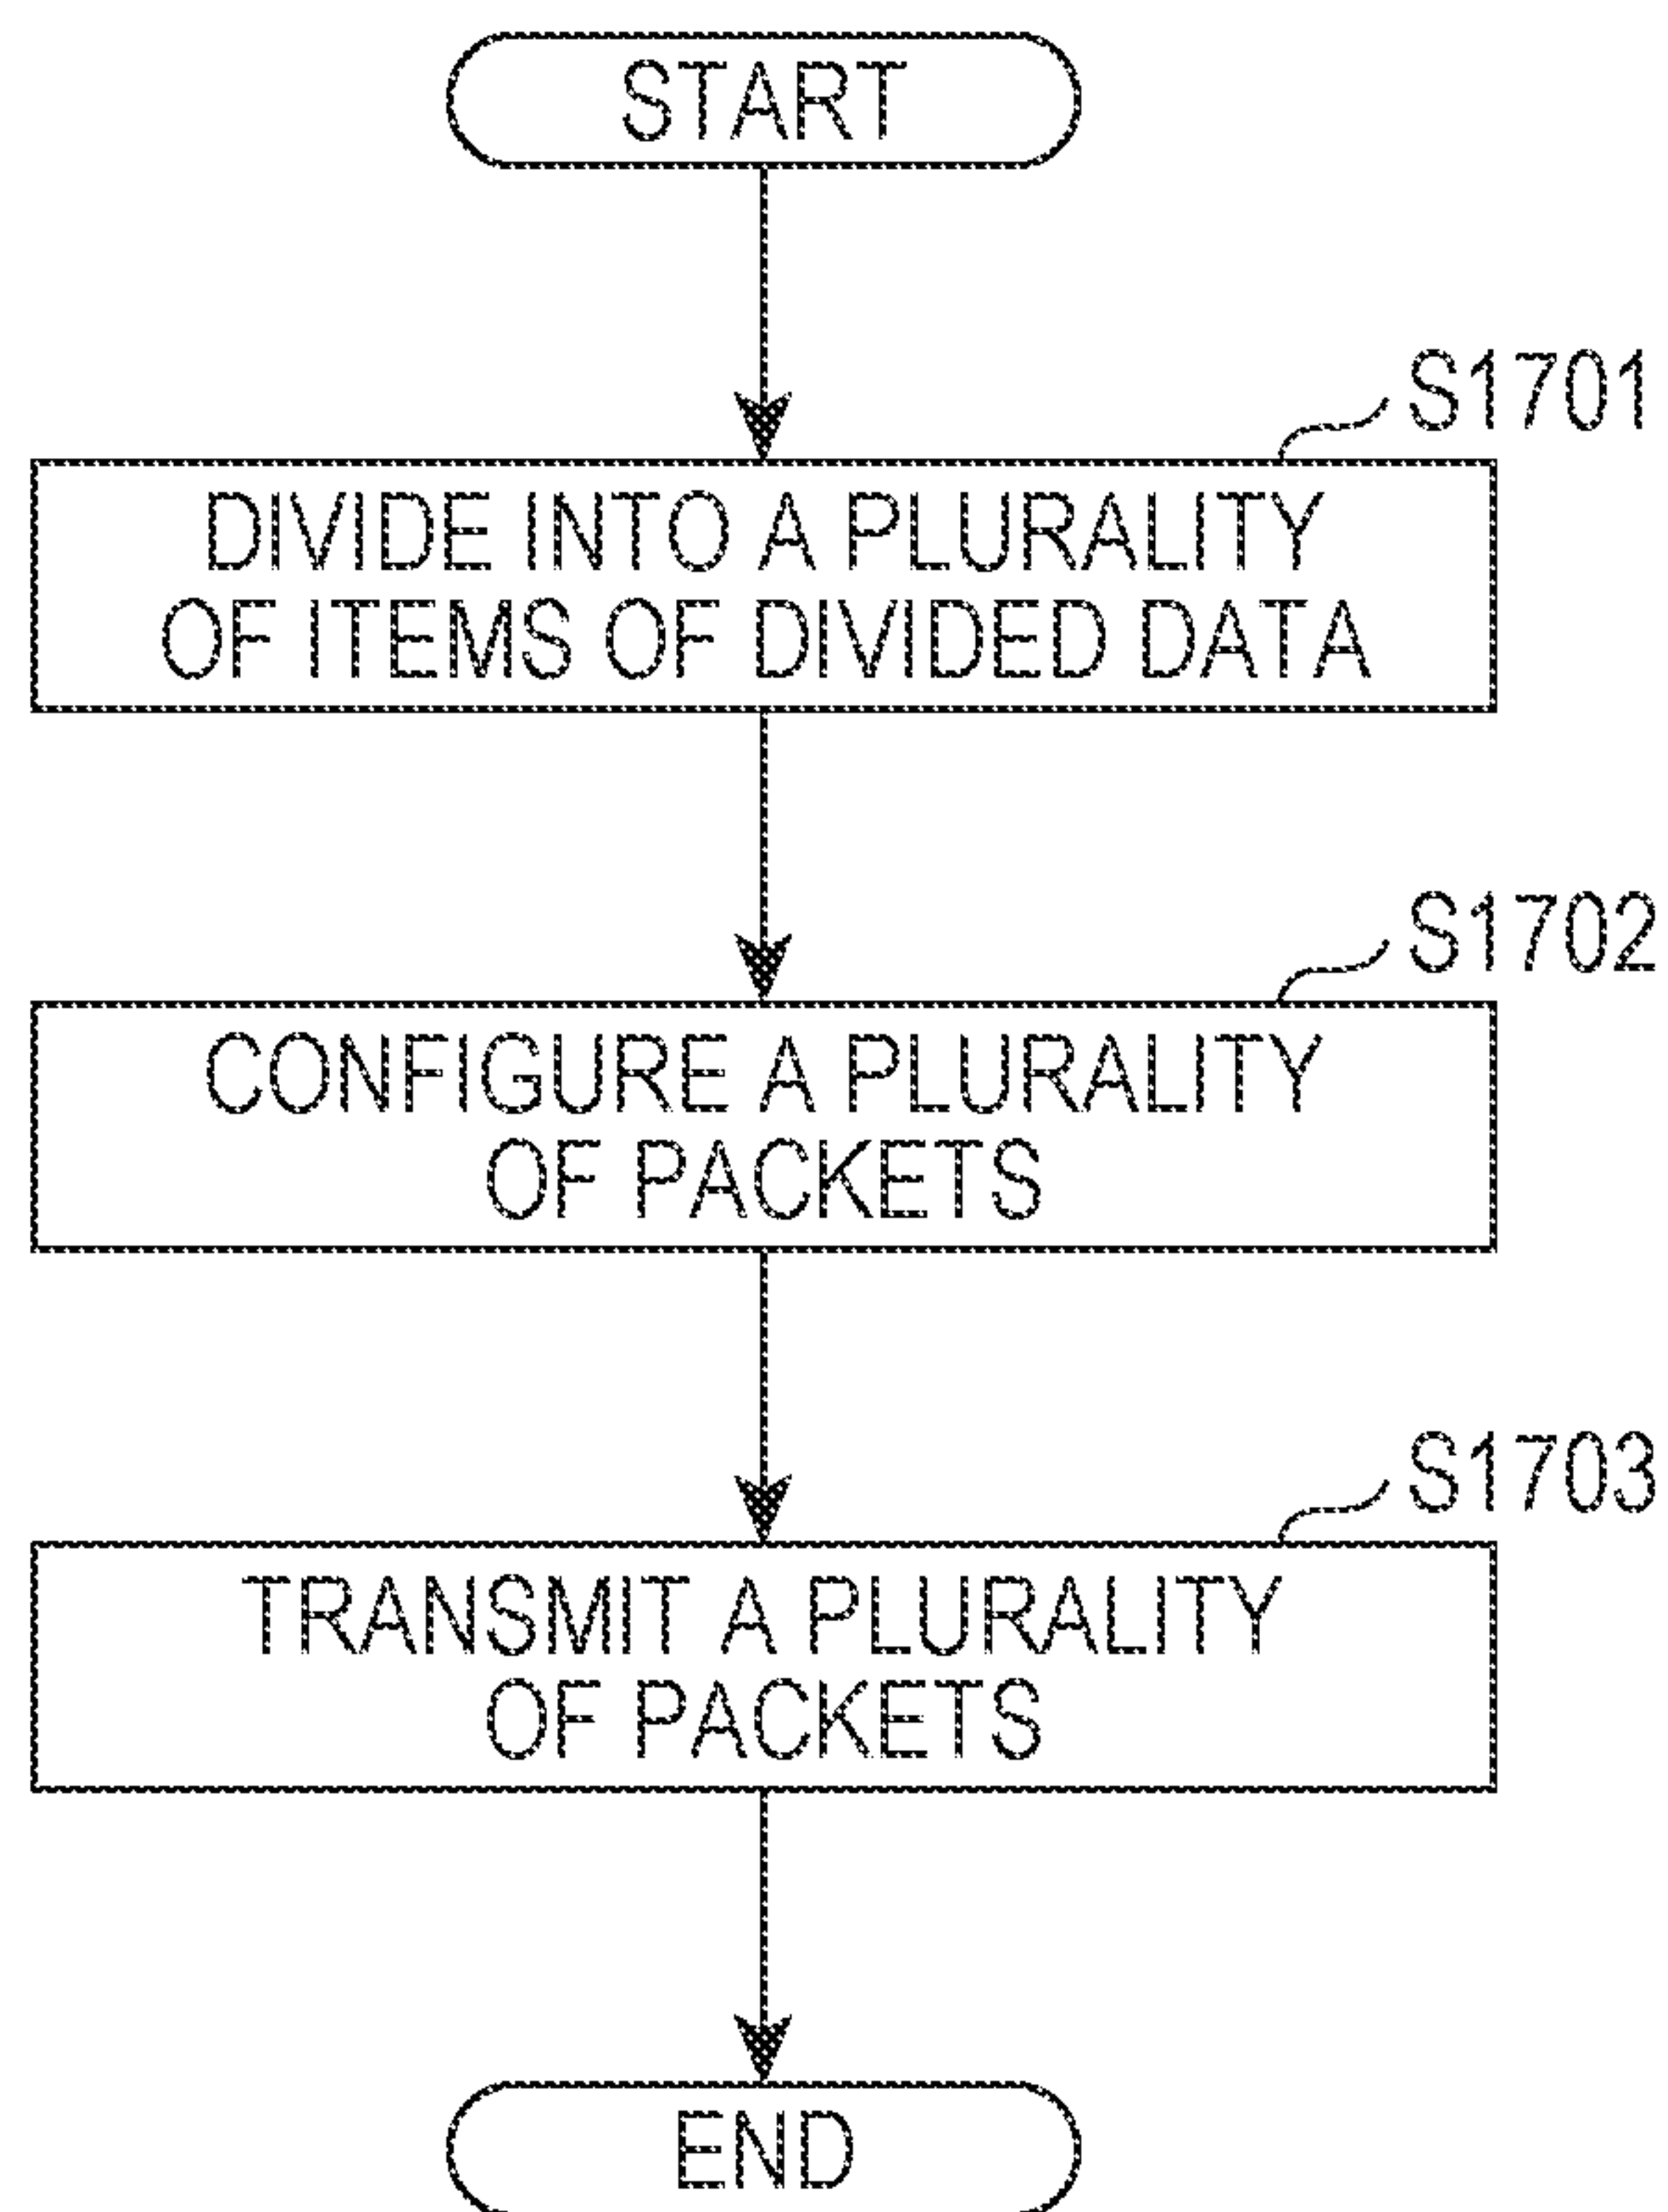 START
S1701
DIVIDE INTO A PLURALITY
OF ITEMS OF DIVIDED DATA
S1702
CONFIGURE A PLURALITY
OF PACKETS
S1703
TRANSMIT A PLURALITY
OF PACKETS
END